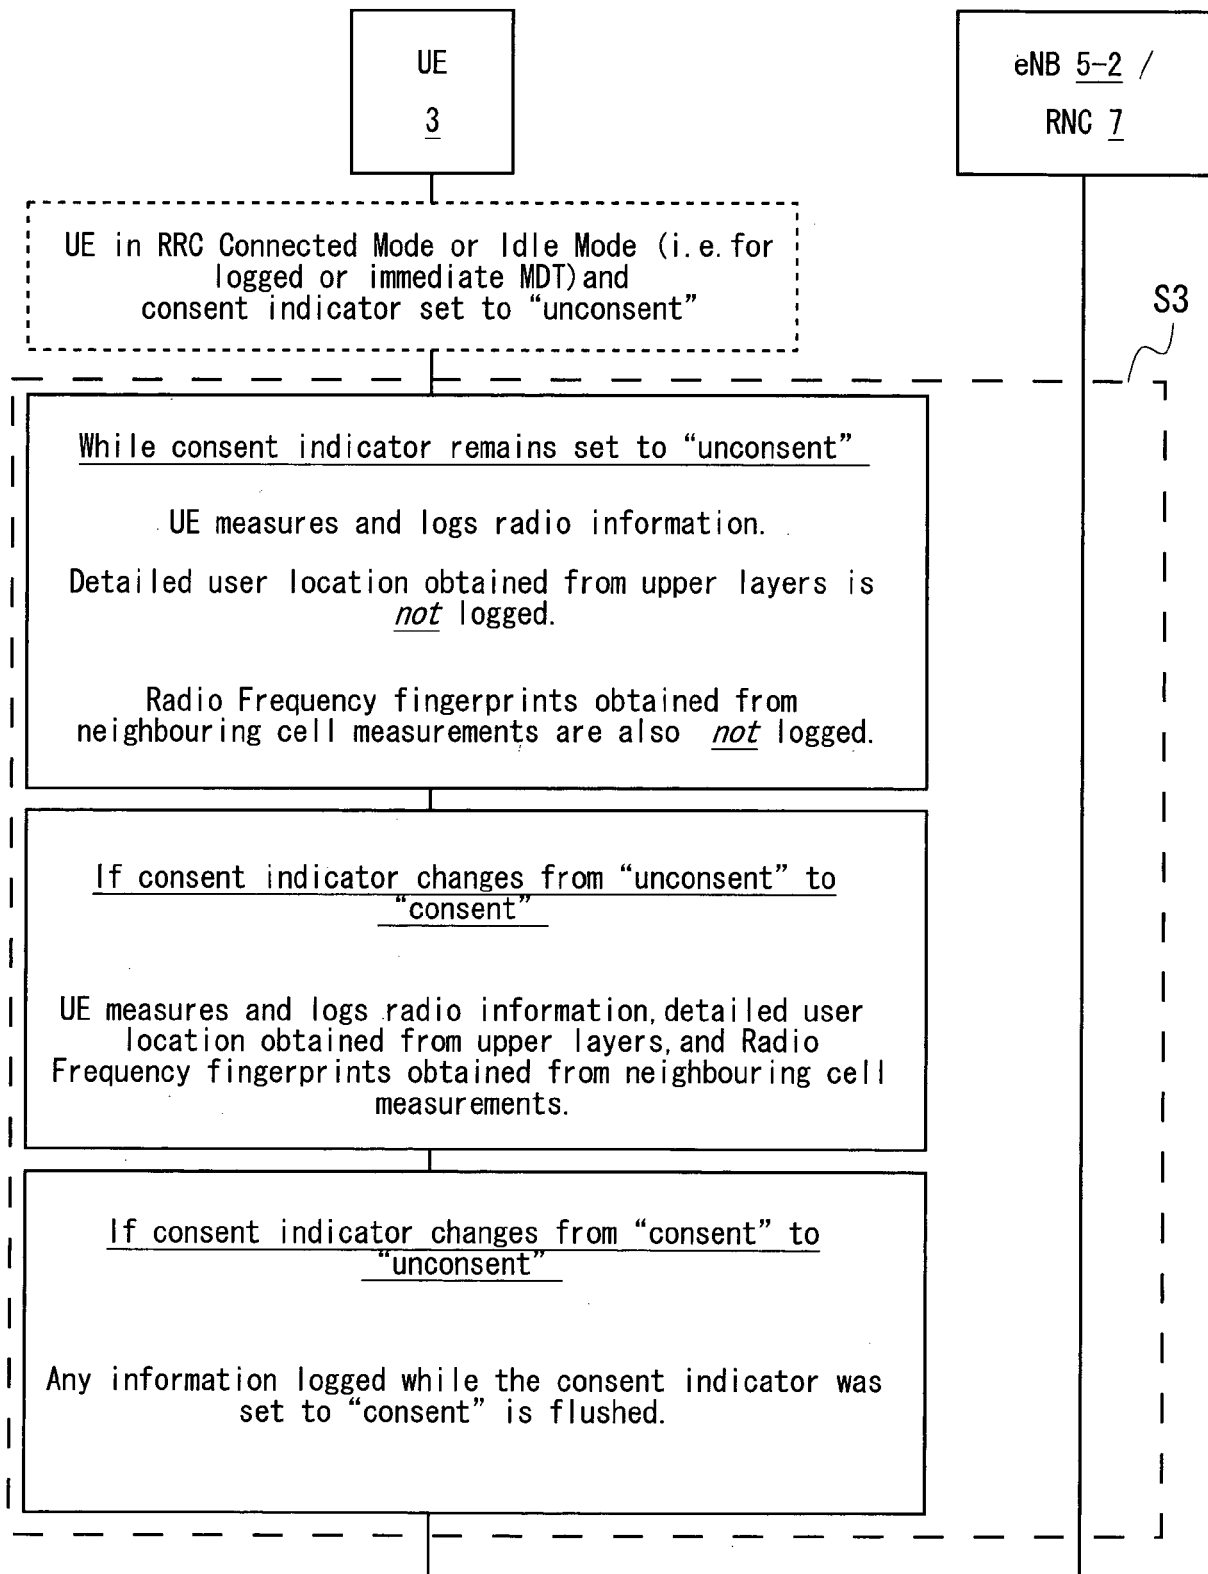 UE
3
eNB 5-2 /
RNC 7
UE in RRC Connected Mode or Idle Mode (i.e. for
logged or immediate MDT) and
consent indicator set to “unconsent”
S3
While consent indicator remains set to “unconsent”
UE measures and logs radio information.
Detailed user location obtained from upper layers is
not logged.
Radio Frequency fingerprints obtained from
neighbouring cell measurements are also not logged.
If consent indicator changes from “unconsent” to
“consent”
UE measures and logs radio information, detailed user
location obtained from upper layers, and Radio
Frequency fingerprints obtained from neighbouring cell
measurements.
If consent indicator changes from “consent” to
“unconsent”
Any information logged while the consent indicator was
set to “consent” is flushed.